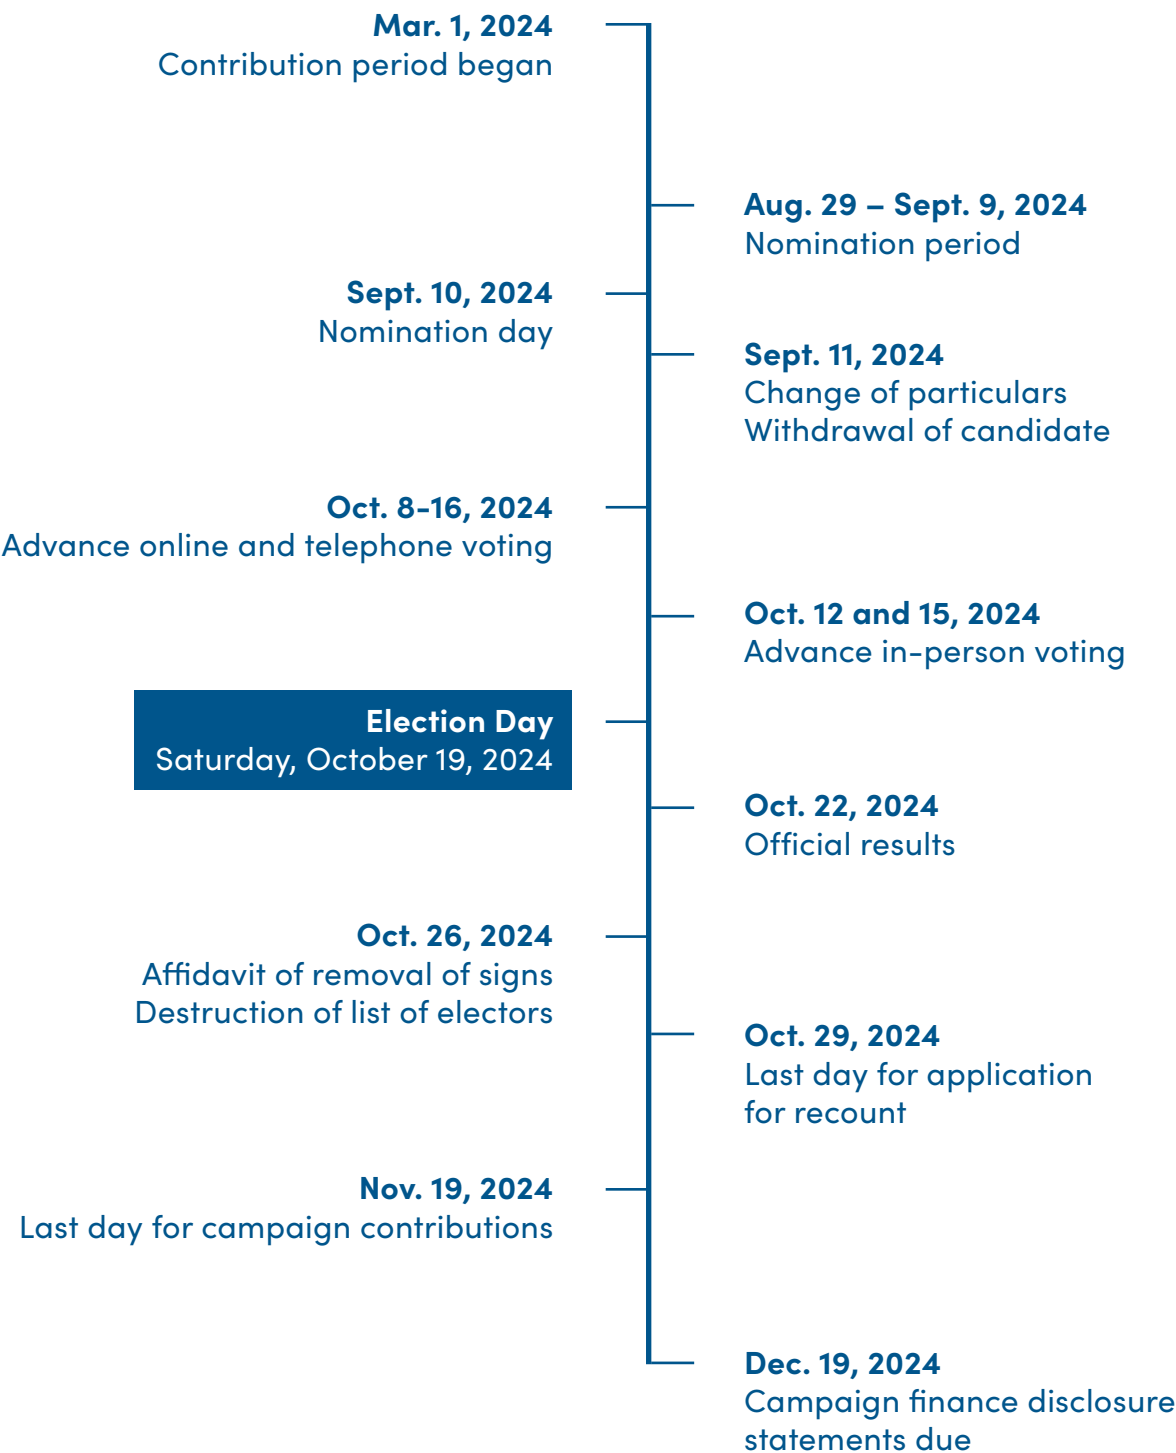 Mar. 1, 2024
Contribution period began
Aug. 29 – Sept. 9, 2024
Nomination period
Sept. 10, 2024
Nomination day
Sept. 11, 2024
Change of particulars
Withdrawal of candidate
Oct. 8-16, 2024
Advance online and telephone voting
Oct. 12 and 15, 2024
Advance in-person voting
Election Day
Saturday, October 19, 2024
Oct. 22, 2024
Official results
Oct. 26, 2024
Affidavit of removal of signs
Destruction of list of electors
Oct. 29, 2024
Last day for application
for recount
Nov. 19, 2024
Last day for campaign contributions
Dec. 19, 2024
Campaign finance disclosure
statements due